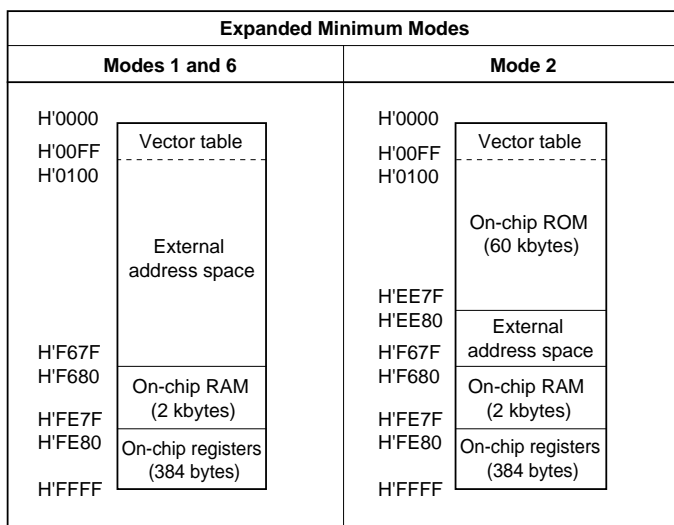 Expanded Minimum Modes
Modes 1 and 6
H'0000
Vector table
H'00FF
H'0100
External
address space
H'F67F
H'F680
On-chip RAM
(2 kbytes)
H'FE7F
H'FE80
On-chip registers
(384 bytes)
H'FFFF
Mode 2
H'0000
Vector table
H'00FF
H'0100
On-chip ROM
(60 kbytes)
H'EE7F
H'EE80
External
address space
H'F67F
H'F680
On-chip RAM
(2 kbytes)
H'FE7F
H'FE80
On-chip registers
(384 bytes)
H'FFFF